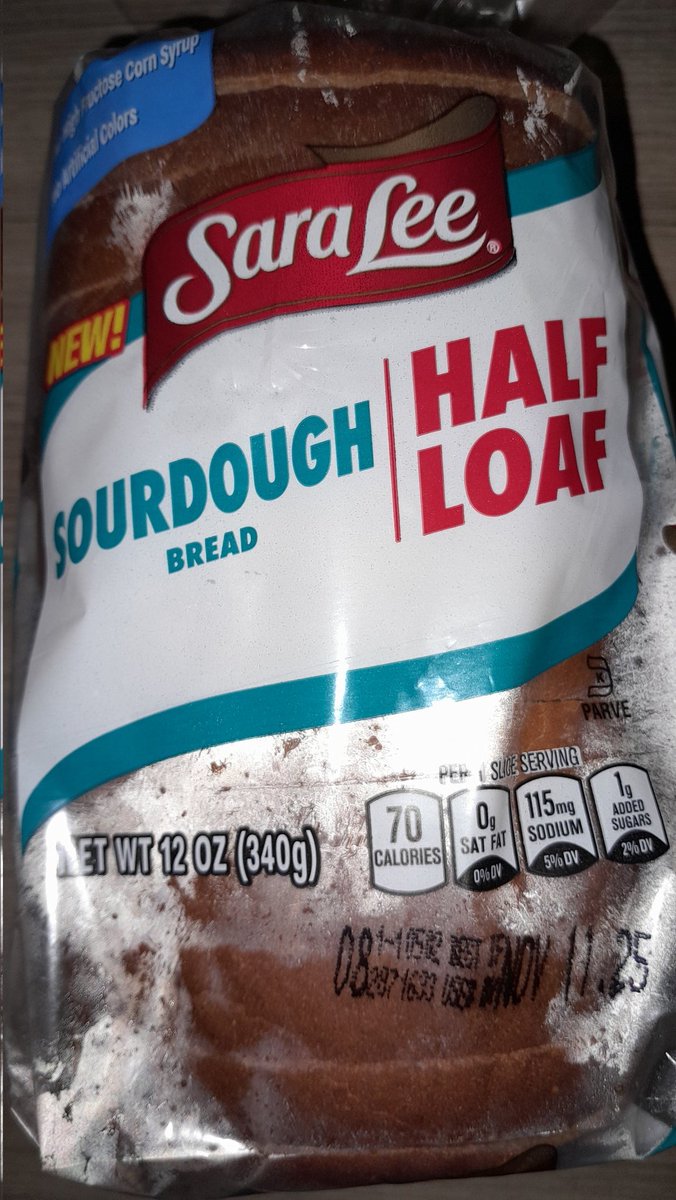 High Fructose Corn Syrup
Artificial Colors
Sara Lee®
NEW!
SOURDOUGH
BREAD
HALF
LOAF
K
PARVE
PER 1 SLICE SERVING
70
CALORIES
0g
SAT FAT
0% DV
115mg
SODIUM
5% DV
1g
ADDED
SUGARS
2% DV
NET WT 12 OZ (340g)
08
NOV 11.25